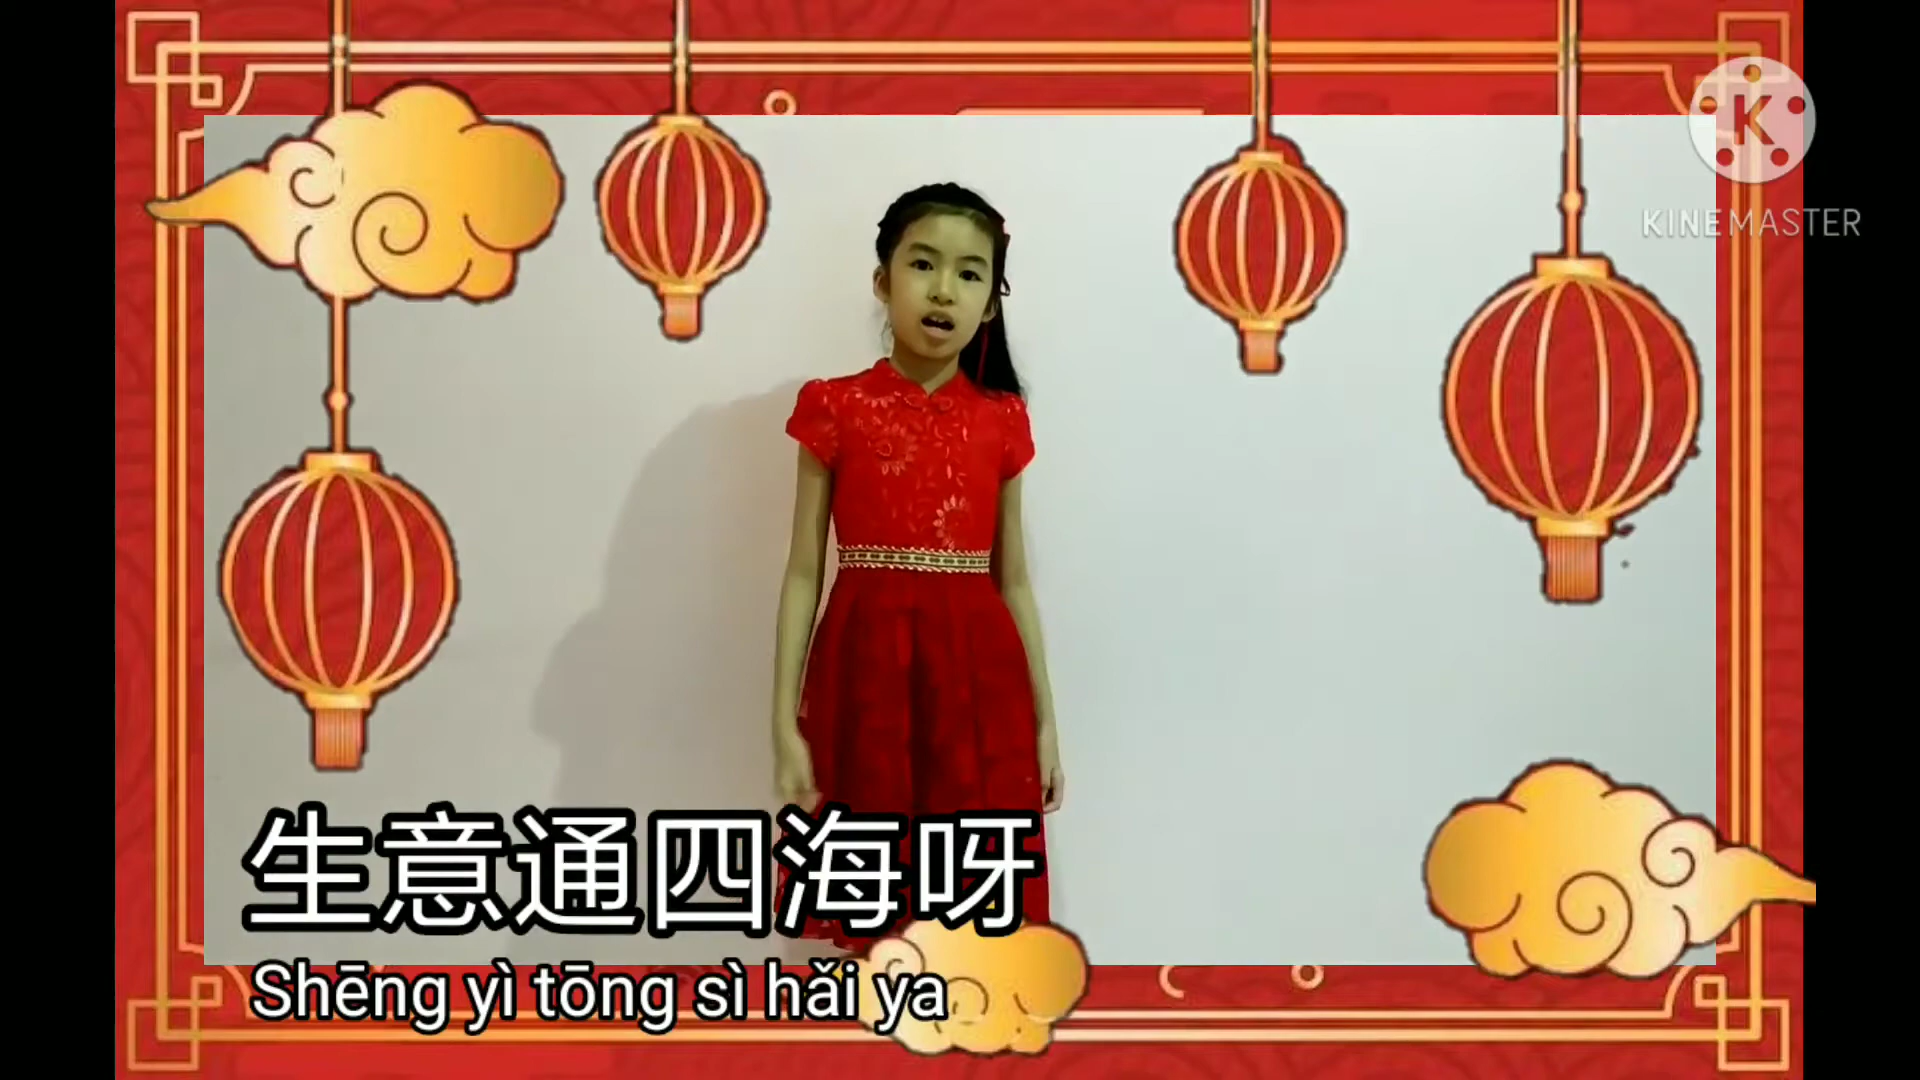 K
KINEMASTER
生意通四海呀
Shēng yì tōng sì hǎi ya